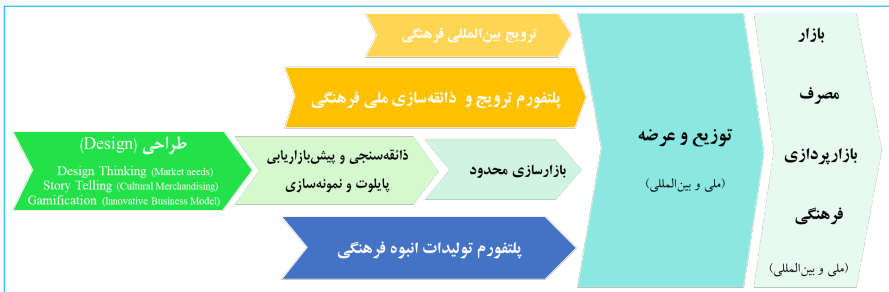 ترویج بین‌المللی فرهنگی
پلتفورم ترویج و ذائقه‌سازی ملی فرهنگی
طراحی (Design)
Design Thinking (Market needs)
Story Telling (Cultural Merchandising)
Gamification (Innovative Business Model)
ذائقه‌سنجی و پیش‌بازاریابی
پایلوت و نمونه‌سازی
بازارسازی محدود
پلتفورم تولیدات انبوه فرهنگی
توزیع و عرضه
(ملی و بین‌المللی)
بازار
مصرف
بازارپردازی
فرهنگی
(ملی و بین‌المللی)